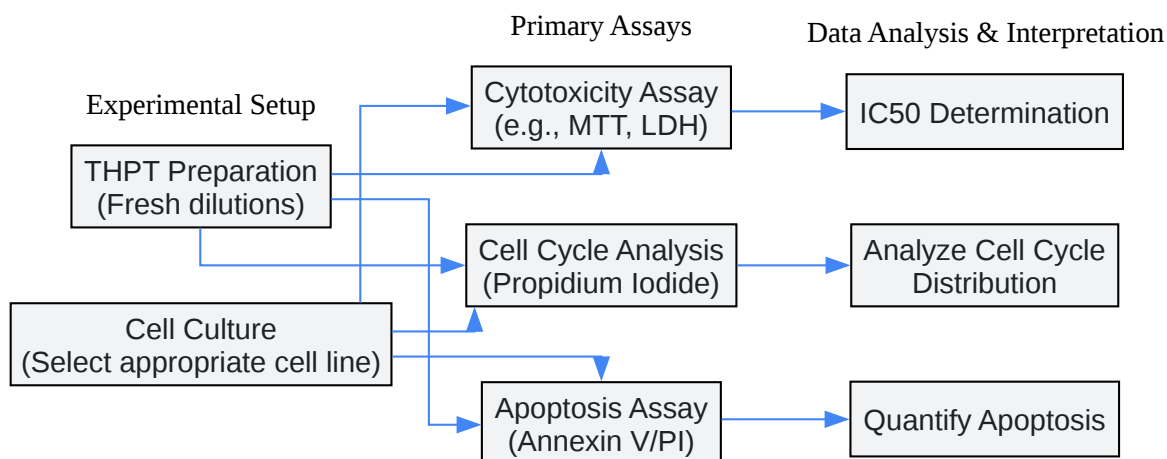 Primary Assays
Data Analysis & Interpretation
Experimental Setup
Cytotoxicity Assay
(e.g., MTT, LDH)
IC50 Determination
THPT Preparation
(Fresh dilutions)
Cell Cycle Analysis
(Propidium Iodide)
Analyze Cell Cycle
Distribution
Cell Culture
(Select appropriate cell line)
Apoptosis Assay
(Annexin V/PI)
Quantify Apoptosis